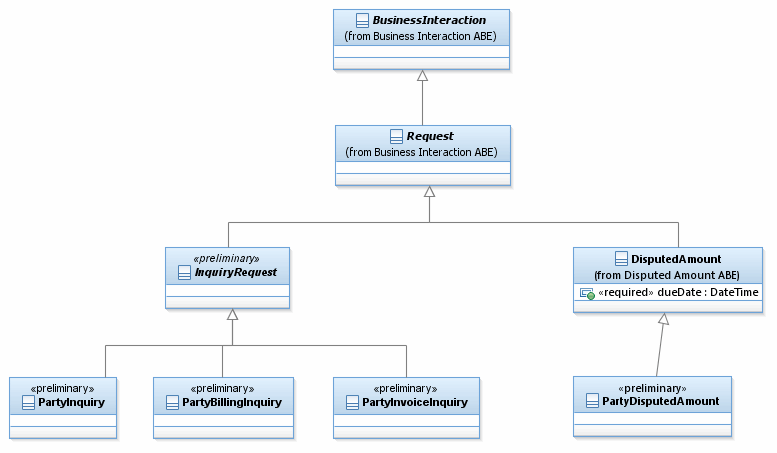 BusinessInteraction
(from Business Interaction ABE)
Request
(from Business Interaction ABE)
«preliminary»
InquiryRequest
DisputedAmount
(from Disputed Amount ABE)
«required» dueDate : DateTime
«preliminary»
PartyInquiry
«preliminary»
PartyBillingInquiry
«preliminary»
PartyInvoiceInquiry
«preliminary»
PartyDisputedAmount